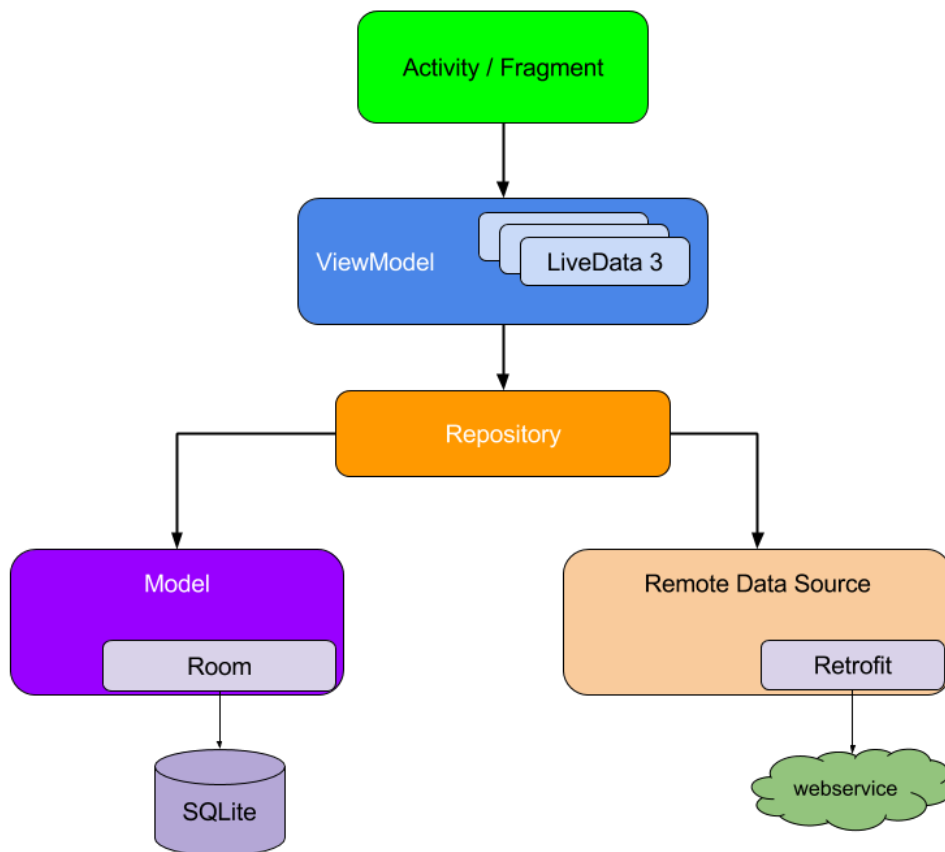 Activity / Fragment
ViewModel
LiveData 3
Repository
Model
Room
SQLite
Remote Data Source
Retrofit
webservice